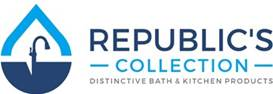 REPUBLIC'S
COLLECTION
DISTINCTIVE BATH & KITCHEN PRODUCTS